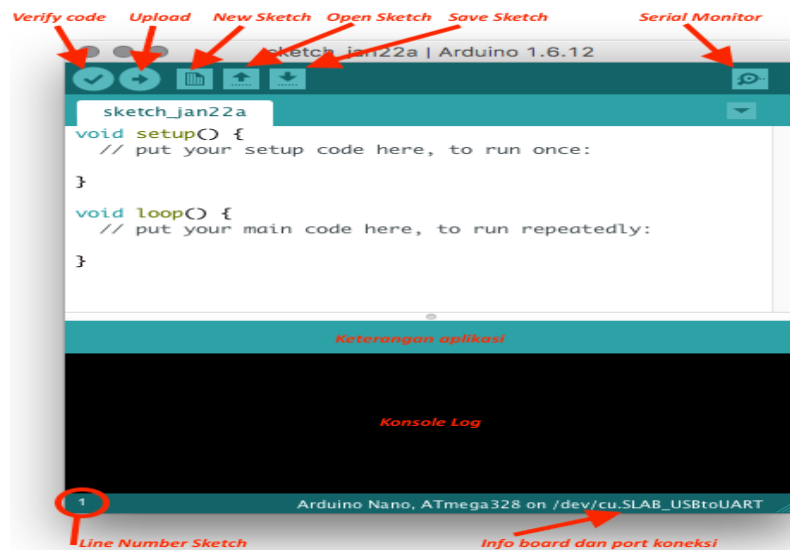 Verify code Upload New Sketch Open Sketch Save Sketch Serial Monitor
sketch_jan22a | Arduino 1.6.12
sketch_jan22a
void setup() {
// put your setup code here, to run once:
}
void loop() {
// put your main code here, to run repeatedly:
}
Keterangan aplikasi
Konsole Log
1
Arduino Nano, ATmega328 on /dev/cu.SLAB_USBtoUART
Line Number Sketch
Info board dan port koneksi